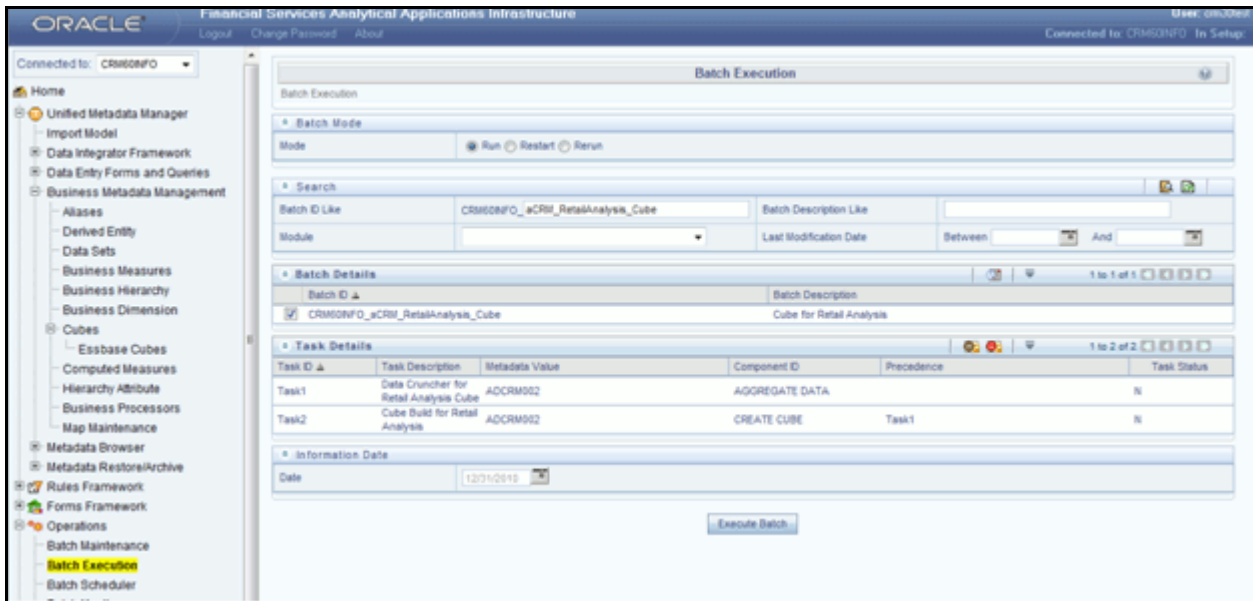 Financial Services Analytical Applications Infrastructure
ORACLE
Logout Change Password About
Connected to: CRM60INFO In Setup:
Connected to: CRM60INFO
Home
Unified Metadata Manager
Import Model
Data Integrator Framework
Data Entry Forms and Queries
Business Metadata Management
Aliases
Derived Entity
Data Sets
Business Measures
Business Hierarchy
Business Dimension
Cubes
Essbase Cubes
Computed Measures
Hierarchy Attribute
Business Processors
Map Maintenance
Metadata Browser
Metadata Restore/Archive
Rules Framework
Forms Framework
Operations
Batch Maintenance
Batch Execution
Batch Scheduler
Batch Execution
Batch Execution
Batch Mode
Mode Run Restart Rerun
Search
Batch ID Like CRM60INFO_ aCRM_RetailAnalysis_Cube Batch Description Like
Module Last Modification Date Between And
Batch Details 1 to 1 of 1
Batch ID Batch Description
CRM60INFO_aCRM_RetailAnalysis_Cube Cube for Retail Analysis
Task Details 1 to 2 of 2
Task ID Task Description Metadata Value Component ID Precedence Task Status
Task1 Data Cruncher for Retail Analysis Cube ADCRM002 AGGREGATE DATA N
Task2 Cube Build for Retail Analysis ADCRM002 CREATE CUBE Task1 N
Information Date
Date 12/31/2010
Execute Batch